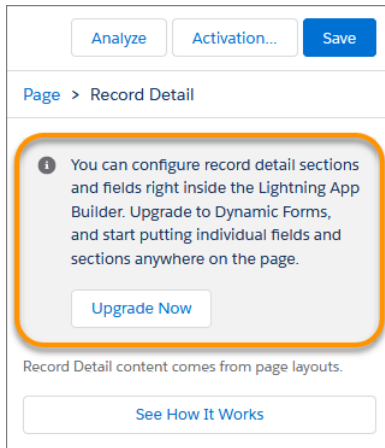 Analyze Activation... Save
Page > Record Detail
You can configure record detail sections
and fields right inside the Lightning App
Builder. Upgrade to Dynamic Forms,
and start putting individual fields and
sections anywhere on the page.
Upgrade Now
Record Detail content comes from page layouts.
See How It Works